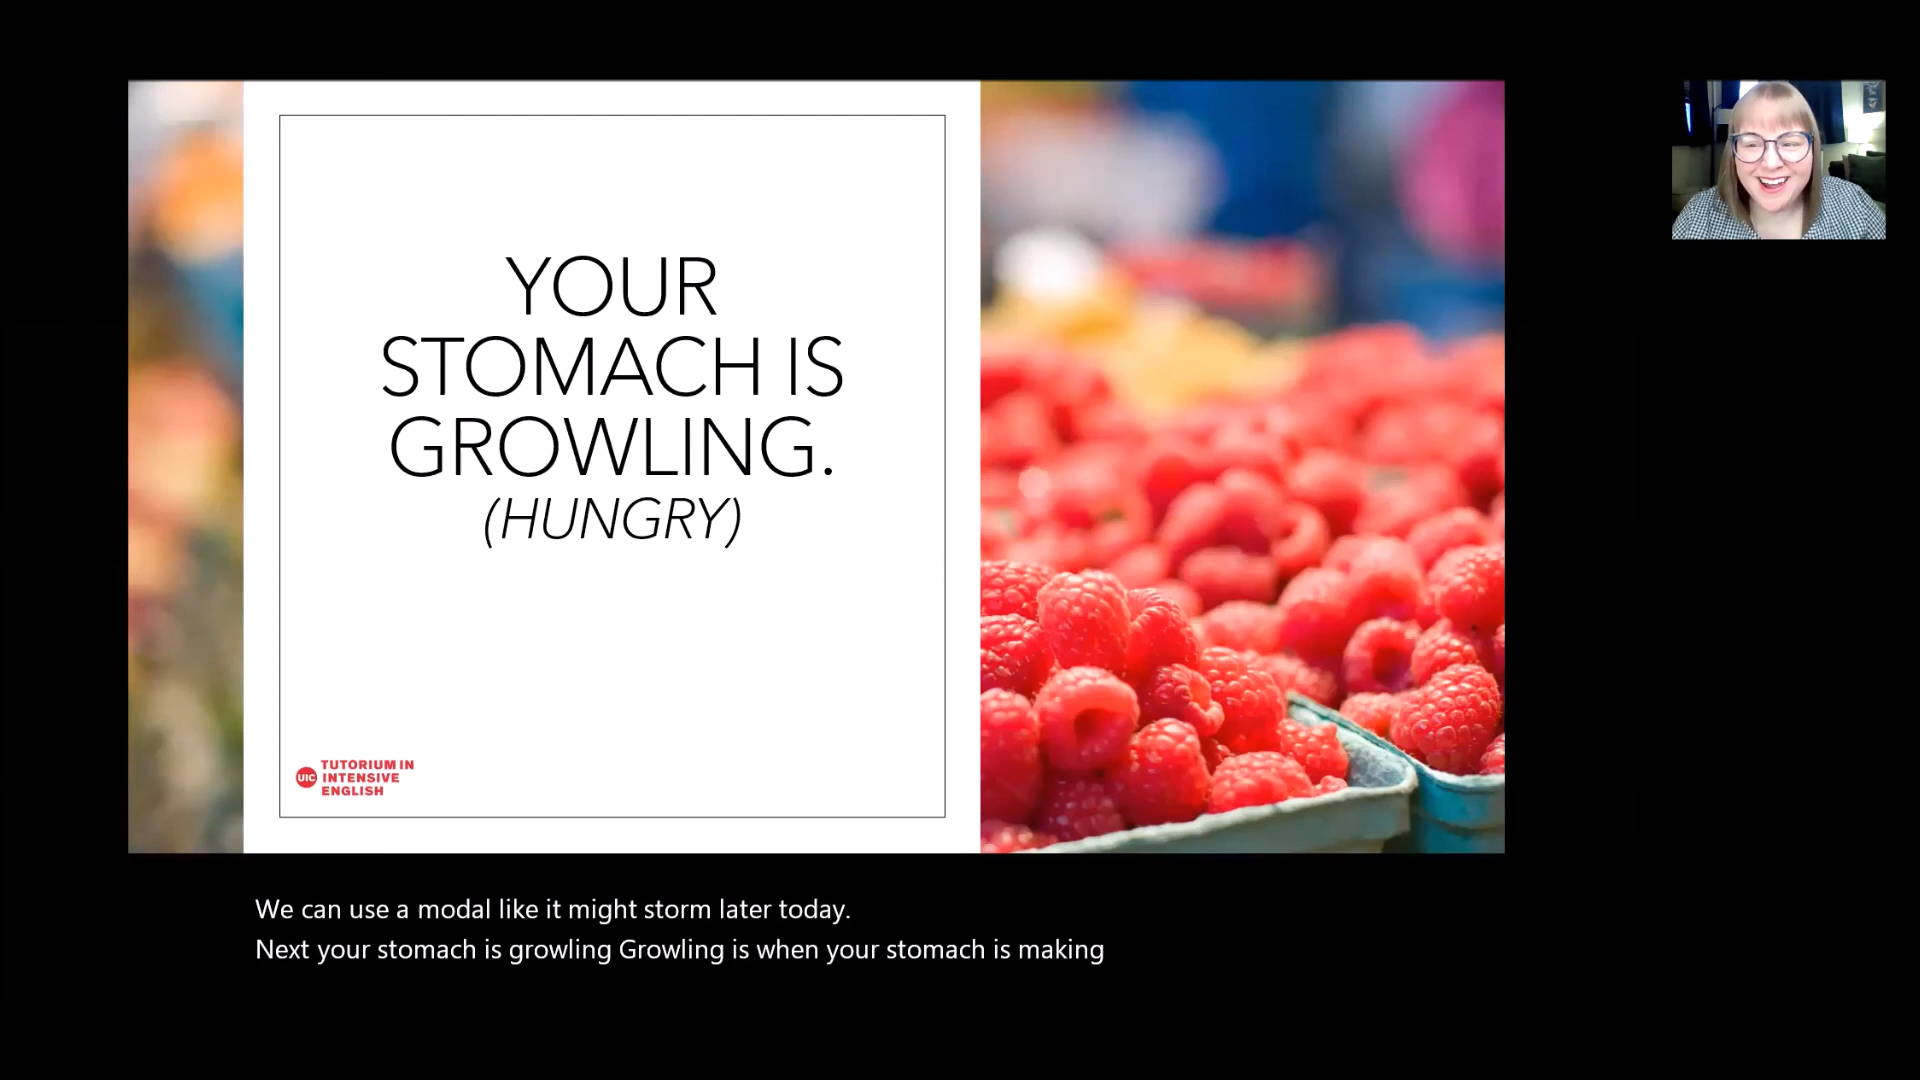 YOUR
STOMACH IS
GROWLING.
(HUNGRY)
UIC
TUTORIUM IN
INTENSIVE
ENGLISH
We can use a modal like it might storm later today.
Next your stomach is growling Growling is when your stomach is making